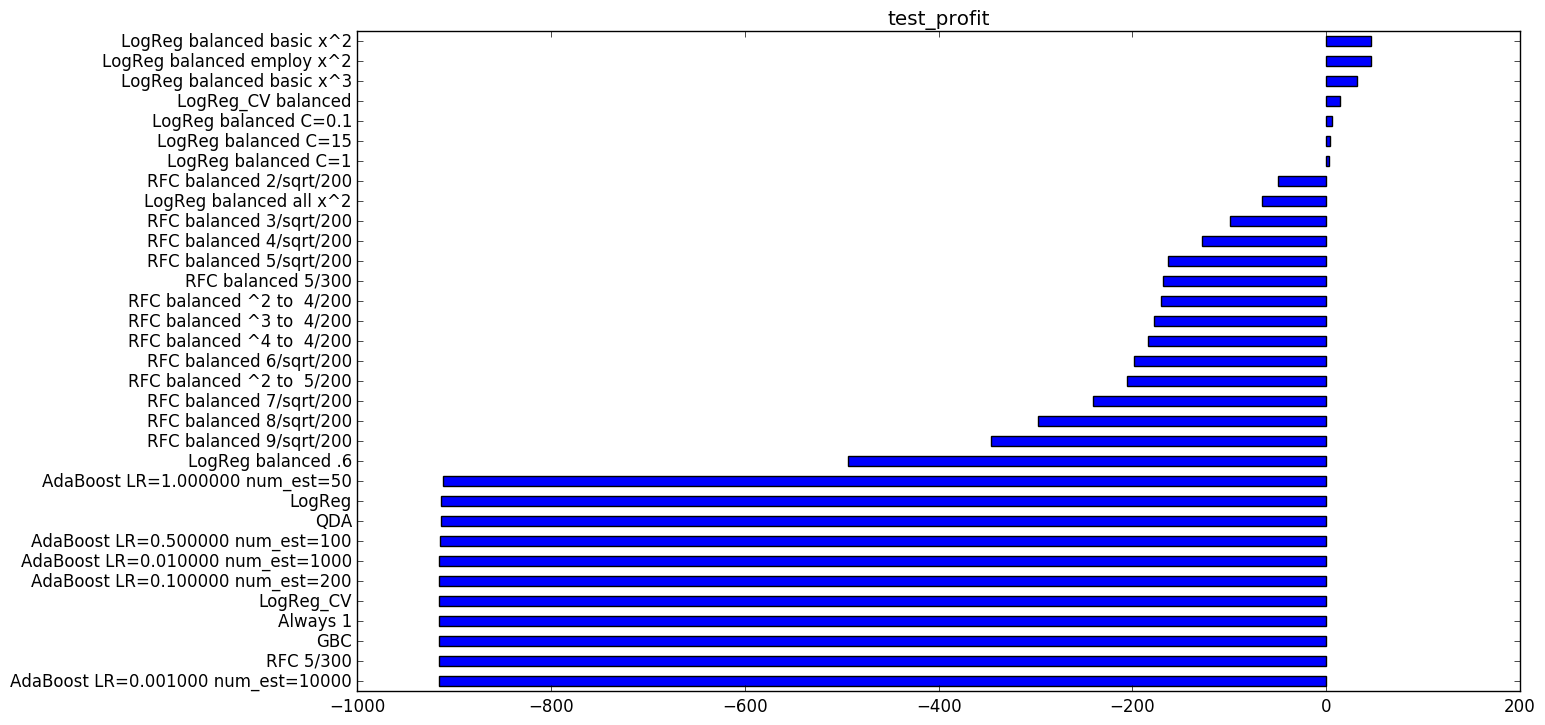 test_profit
LogReg balanced basic x^2
LogReg balanced employ x^2
LogReg balanced basic x^3
LogReg_CV balanced
LogReg balanced C=0.1
LogReg balanced C=15
LogReg balanced C=1
RFC balanced 2/sqrt/200
LogReg balanced all x^2
RFC balanced 3/sqrt/200
RFC balanced 4/sqrt/200
RFC balanced 5/sqrt/200
RFC balanced 5/300
RFC balanced ^2 to  4/200
RFC balanced ^3 to  4/200
RFC balanced ^4 to  4/200
RFC balanced 6/sqrt/200
RFC balanced ^2 to  5/200
RFC balanced 7/sqrt/200
RFC balanced 8/sqrt/200
RFC balanced 9/sqrt/200
LogReg balanced .6
AdaBoost LR=1.000000 num_est=50
LogReg
QDA
AdaBoost LR=0.500000 num_est=100
AdaBoost LR=0.010000 num_est=1000
AdaBoost LR=0.100000 num_est=200
LogReg_CV
Always 1
GBC
RFC 5/300
AdaBoost LR=0.001000 num_est=10000
−1000 −800 −600 −400 −200 0 200